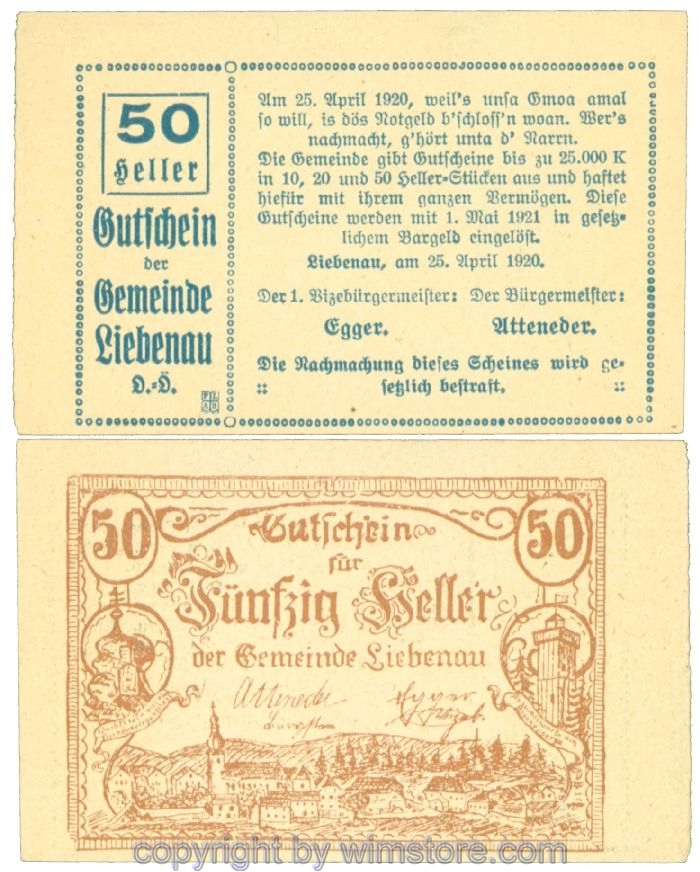 50
Heller
Gutschein
der
Gemeinde
Liebenau
O.=Ö.
Am 25. April 1920, weil's unsa Gmoa amal
so will, is dös Notgeld b'schloss'n woan. Wer's
nachmacht, g'hört unta d' Narrn.
Die Gemeinde gibt Gutscheine bis zu 25.000 K
in 10, 20 und 50 Heller=Stücken aus und haftet
hiefür mit ihrem ganzen Vermögen. Diese
Gutscheine werden mit 1. Mai 1921 in gesetz=
lichem Bargeld eingelöst.
Liebenau, am 25. April 1920.
Der 1. Vizebürgermeister: Der Bürgermeister:
Egger. Atteneder.
Die Nachmachung dieses Scheines wird ge=
:: setzlich bestraft. ::
50 Gutschein 50
für
Fünfzig Heller
der Gemeinde Liebenau
Atteneder Egger
copyright by wimstore.com